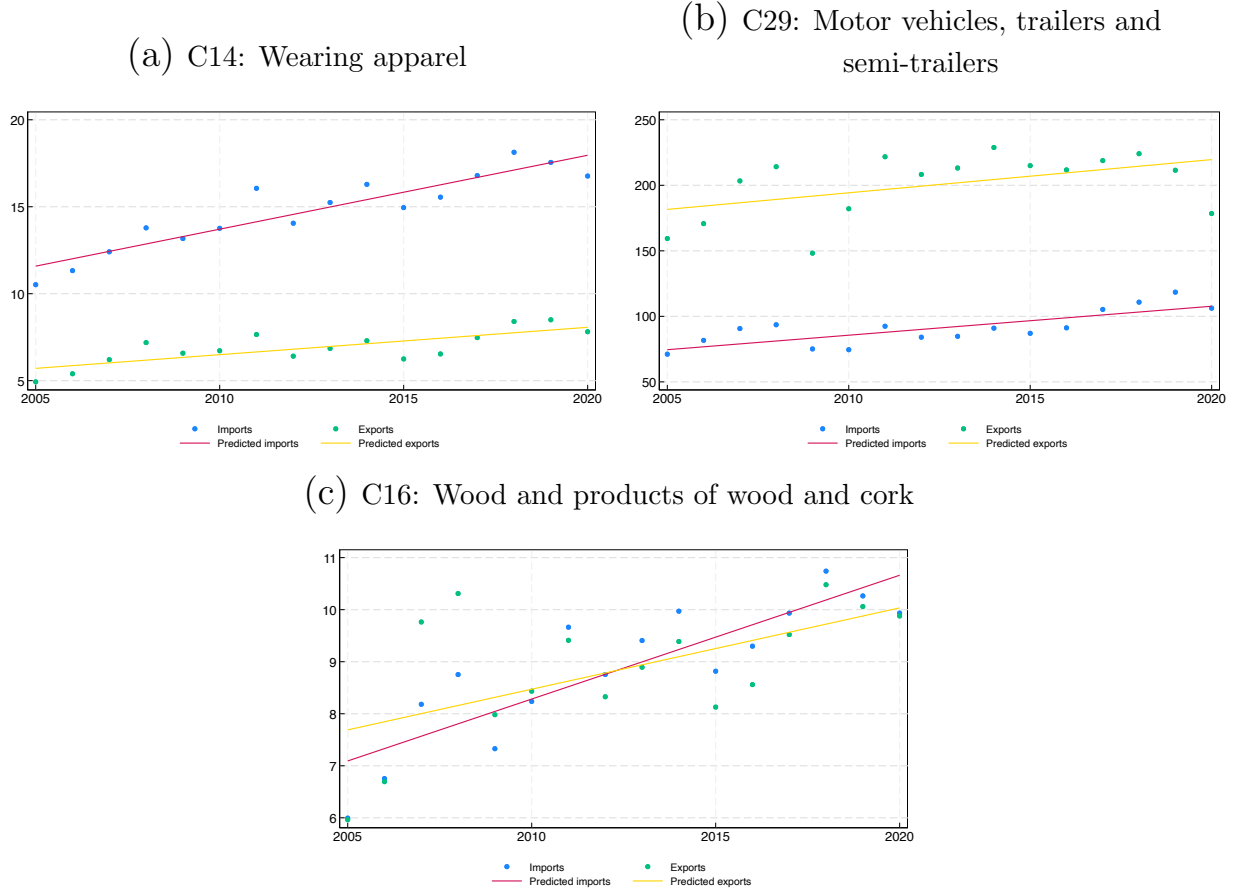 (a) C14: Wearing apparel
20
15
10
5
2005 2010 2015 2020
Imports Exports
Predicted imports Predicted exports
(b) C29: Motor vehicles, trailers and
semi-trailers
250
200
150
100
50
2005 2010 2015 2020
Imports Exports
Predicted imports Predicted exports
(c) C16: Wood and products of wood and cork
11
10
9
8
7
6
2005 2010 2015 2020
Imports Exports
Predicted imports Predicted exports